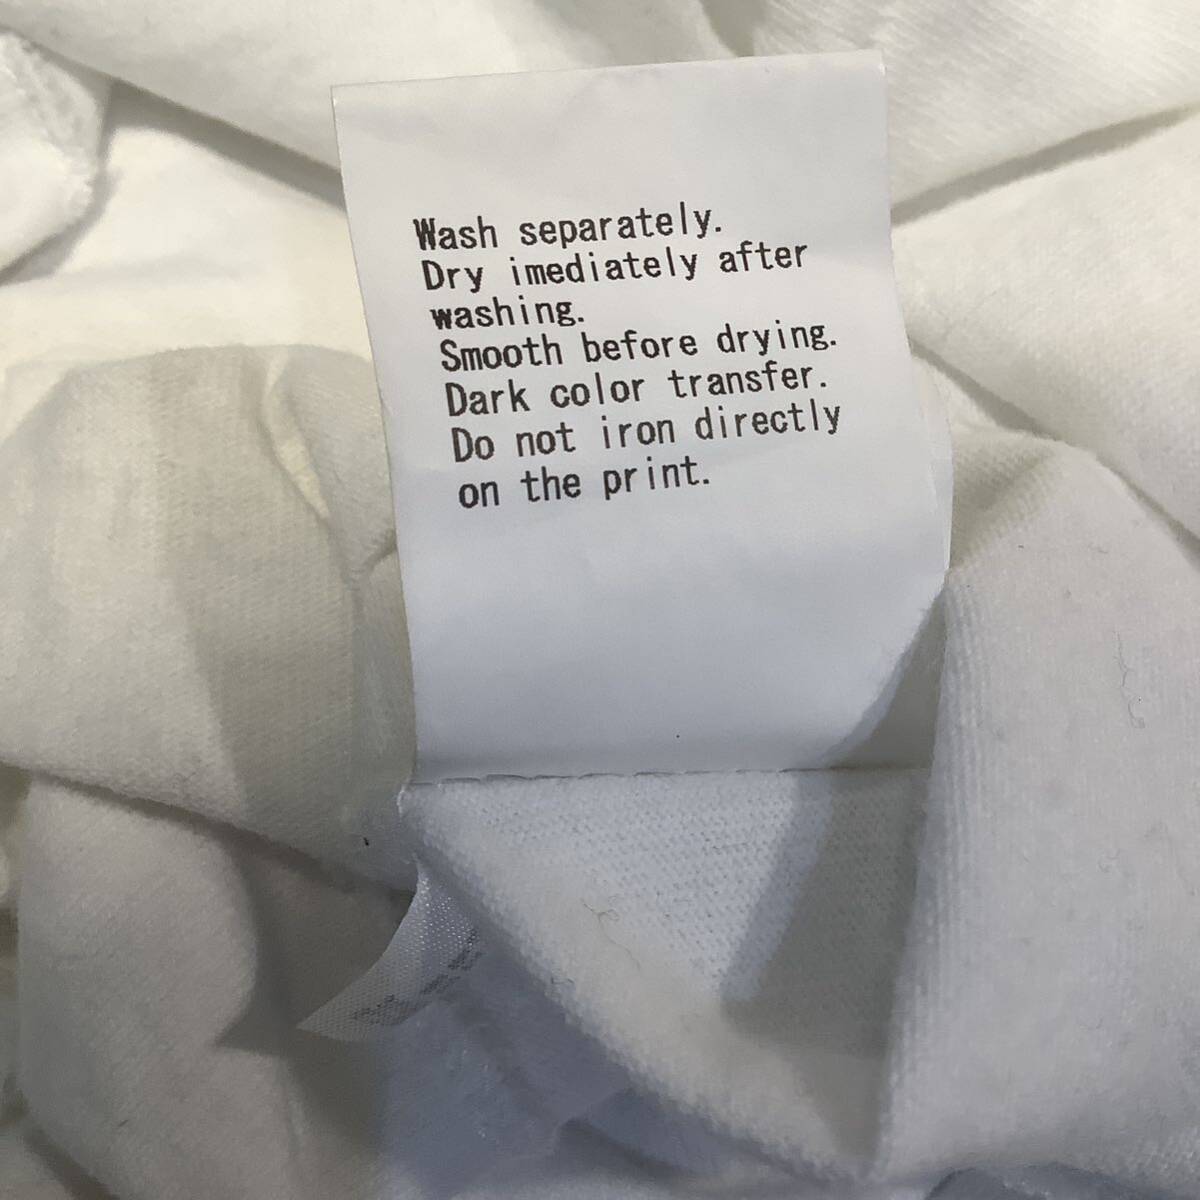 Wash separately.
Dry imediately after
washing.
Smooth before drying.
Dark color transfer.
Do not iron directly
on the print.